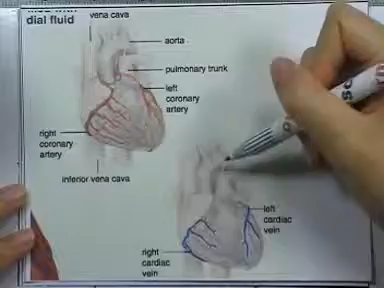 dial fluid
vena cava
aorta
pulmonary trunk
left
coronary
artery
right
coronary
artery
inferior vena cava
left
cardiac
vein
right
cardiac
vein